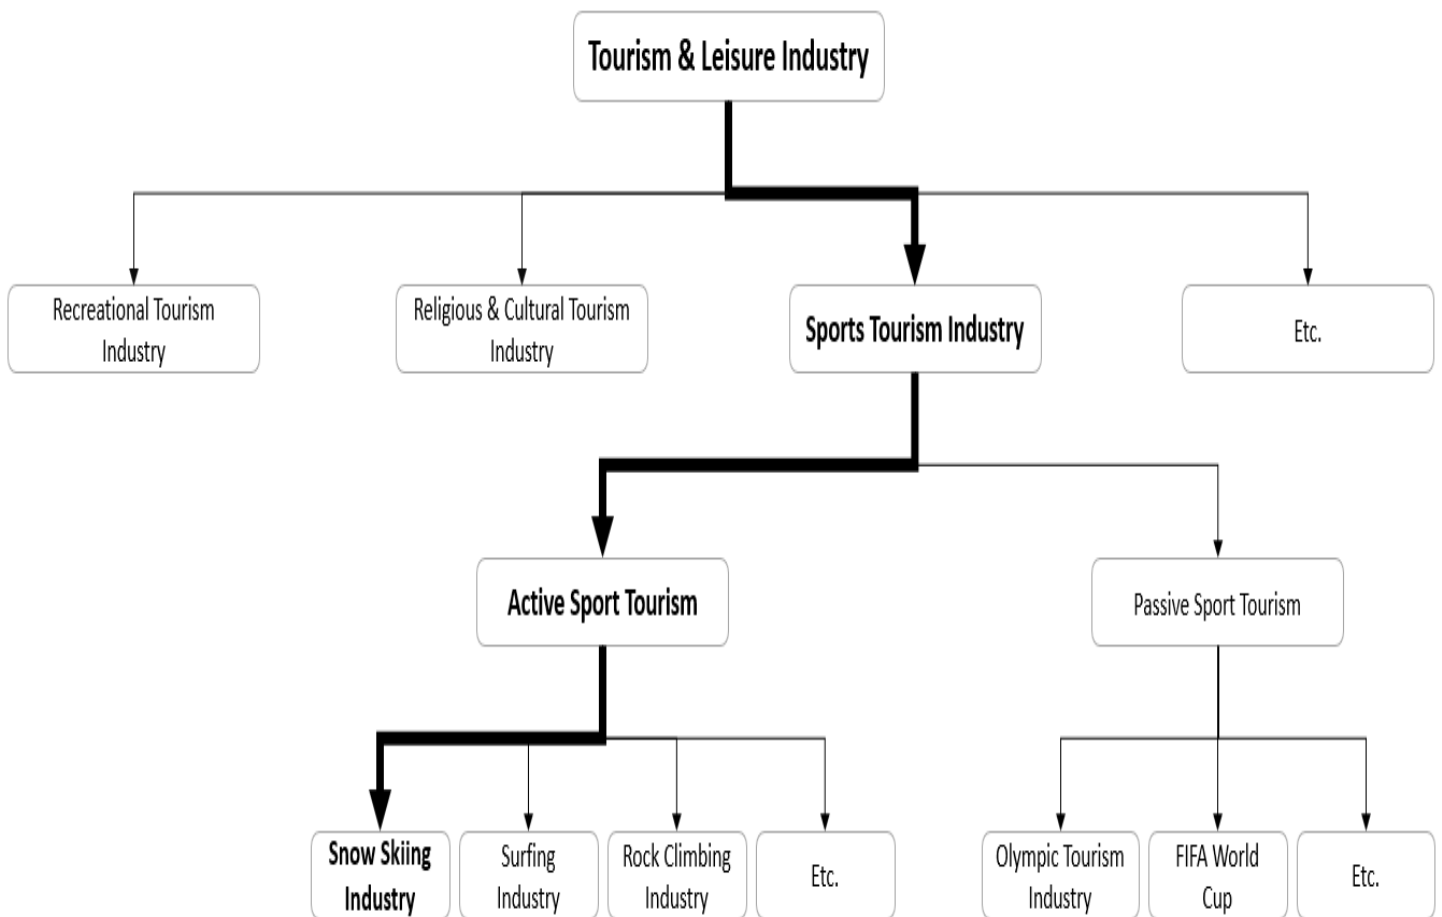 Tourism & Leisure Industry
Recreational Tourism
Industry
Religious & Cultural Tourism
Industry
Sports Tourism Industry
Etc.
Active Sport Tourism
Passive Sport Tourism
Snow Skiing
Industry
Surfing
Industry
Rock Climbing
Industry
Etc.
Olympic Tourism
Industry
FIFA World
Cup
Etc.